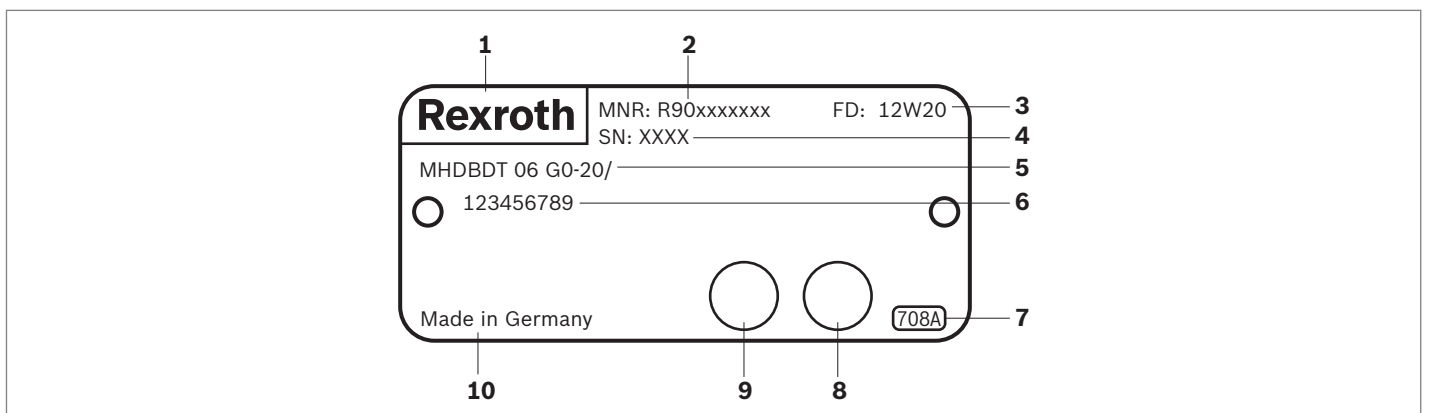 1 2
Rexroth MNR: R90xxxxxxx FD: 12W20 3
SN: XXXX 4
MHDBDT 06 G0-20/ 5
123456789 6
Made in Germany 708A 7
10 9 8